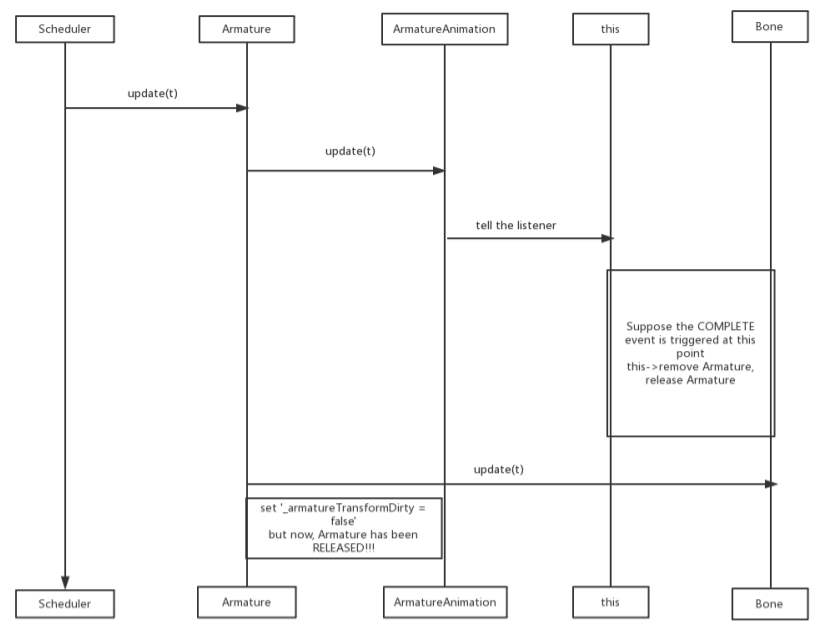 Scheduler
Armature
ArmatureAnimation
this
Bone
update(t)
update(t)
tell the listener
Suppose the COMPLETE
event is triggered at this
point
this->remove Armature,
release Armature
update(t)
set '_armatureTransformDirty =
false'
but now, Armature has been
RELEASED!!!
Scheduler
Armature
ArmatureAnimation
this
Bone